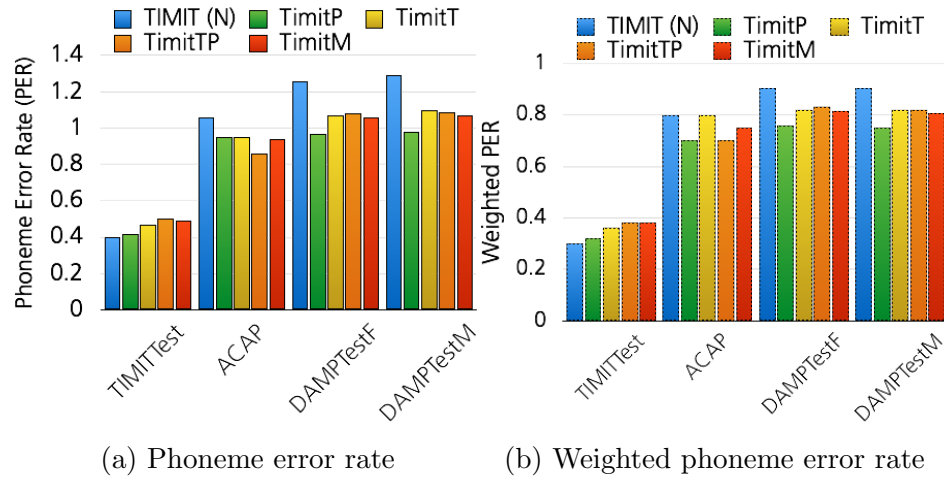 TIMIT (N) TimitP TimitT
TimitTP TimitM
Phoneme Error Rate (PER)
1.4
1.2
1
0.8
0.6
0.4
0.2
0
TIMITTest
ACAP
DAMPTestF
DAMPTestM
(a) Phoneme error rate
TIMIT (N) TimitP TimitT
TimitTP TimitM
Weighted PER
1
0.8
0.6
0.4
0.2
0
TIMITTest
ACAP
DAMPTestF
DAMPTestM
(b) Weighted phoneme error rate